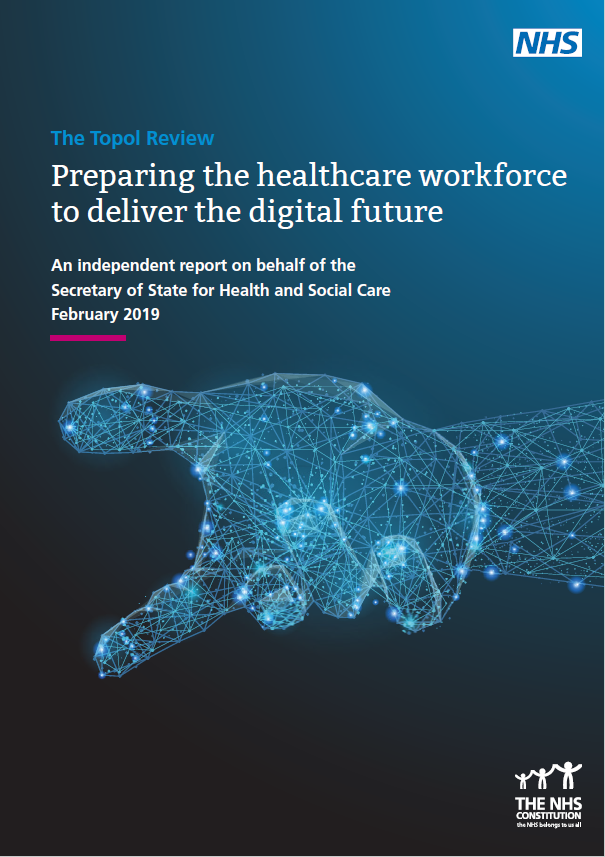 NHS
The Topol Review
Preparing the healthcare workforce
to deliver the digital future
An independent report on behalf of the
Secretary of State for Health and Social Care
February 2019
THE NHS
CONSTITUTION
the NHS belongs to us all